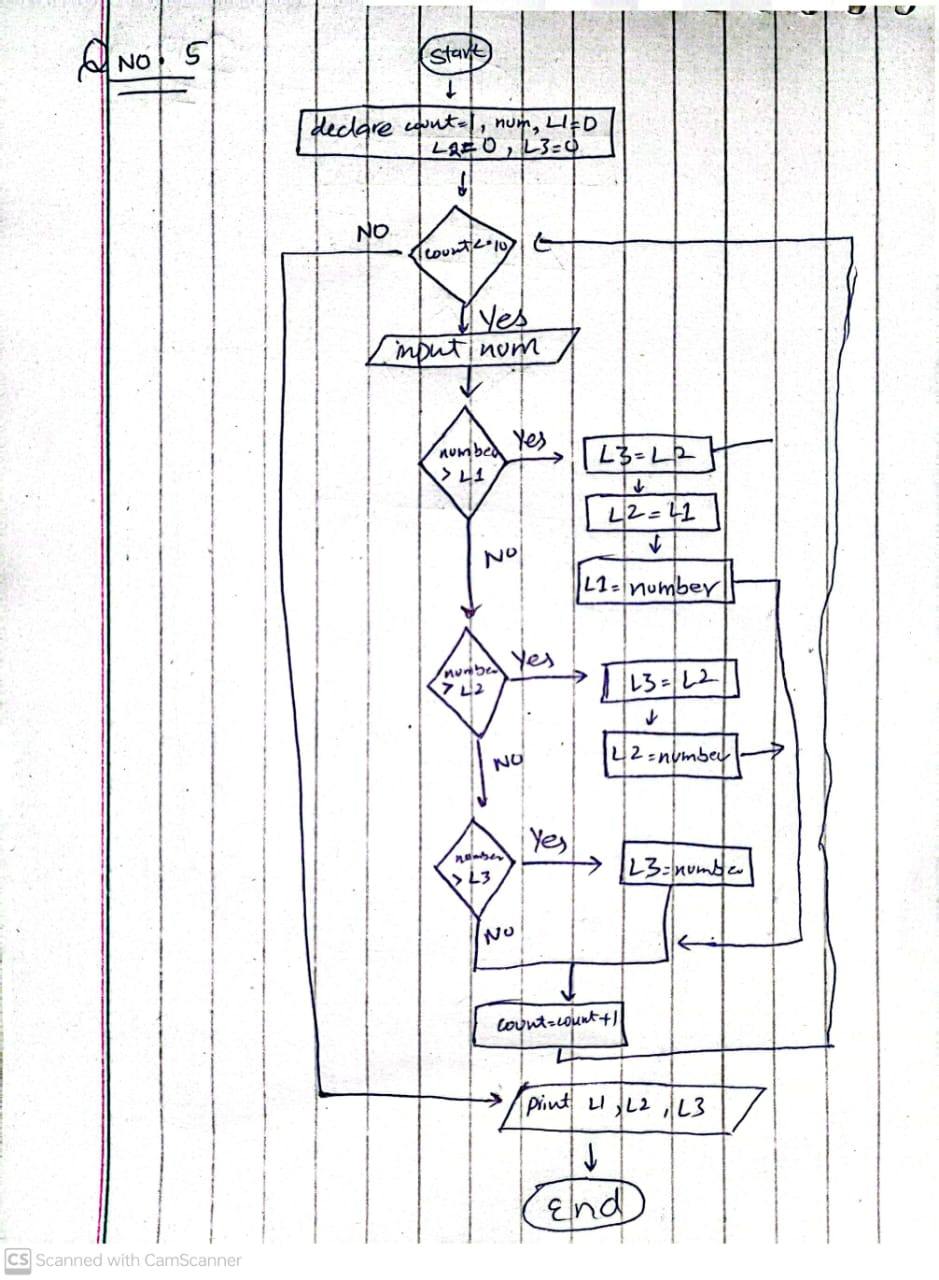 Q NO. 5
Start
declare count=1, num, L1=0
L2=0, L3=0
NO
count<=10
Yes
input num
number
> L1
Yes
L3=L2
L2=L1
L1=number
NO
number
> L2
Yes
L3=L2
L2=number
NO
number
> L3
Yes
L3=number
NO
count=count+1
print L1, L2, L3
End
CS Scanned with CamScanner